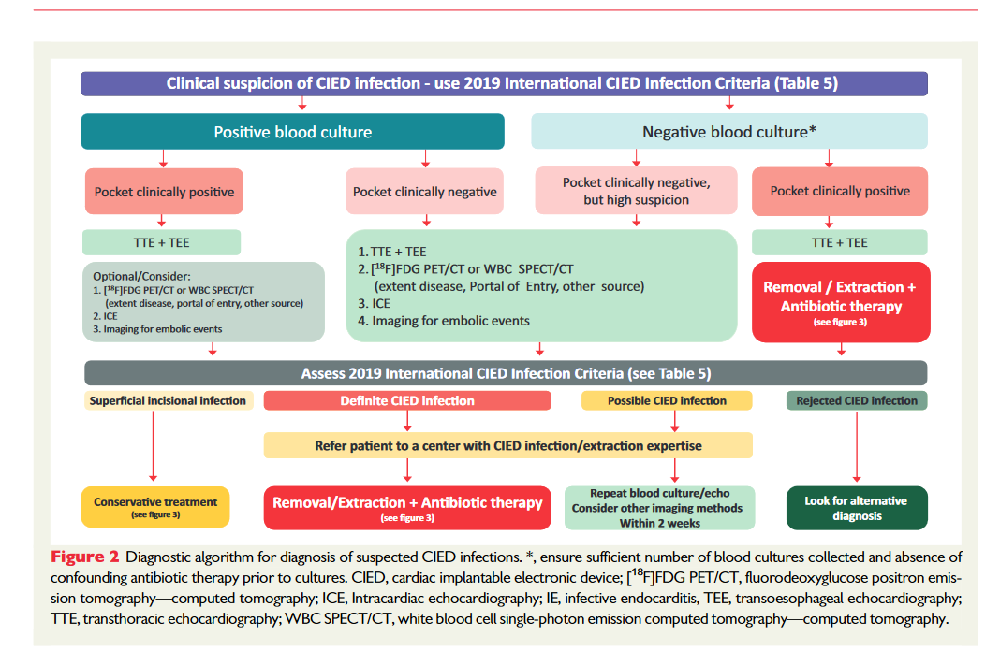 Clinical suspicion of CIED infection - use 2019 International CIED Infection Criteria (Table 5)
Positive blood culture
Negative blood culture*
Pocket clinically positive
Pocket clinically negative
Pocket clinically negative,
but high suspicion
Pocket clinically positive
TTE + TEE
Optional/Consider:
1. [¹⁸F]FDG PET/CT or WBC SPECT/CT
(extent disease, portal of entry, other source)
2. ICE
3. Imaging for embolic events
1. TTE + TEE
2. [¹⁸F]FDG PET/CT or WBC SPECT/CT
(extent disease, Portal of Entry, other source)
3. ICE
4. Imaging for embolic events
TTE + TEE
Removal / Extraction +
Antibiotic therapy
(see figure 3)
Assess 2019 International CIED Infection Criteria (see Table 5)
Superficial incisional infection
Definite CIED infection
Possible CIED infection
Rejected CIED infection
Refer patient to a center with CIED infection/extraction expertise
Conservative treatment
(see figure 3)
Removal/Extraction + Antibiotic therapy
(see figure 3)
Repeat blood culture/echo
Consider other imaging methods
Within 2 weeks
Look for alternative
diagnosis
Figure 2 Diagnostic algorithm for diagnosis of suspected CIED infections. *, ensure sufficient number of blood cultures collected and absence of
confounding antibiotic therapy prior to cultures. CIED, cardiac implantable electronic device; [¹⁸F]FDG PET/CT, fluorodeoxyglucose positron emis-
sion tomography—computed tomography; ICE, Intracardiac echocardiography; IE, infective endocarditis, TEE, transoesophageal echocardiography;
TTE, transthoracic echocardiography; WBC SPECT/CT, white blood cell single-photon emission computed tomography—computed tomography.